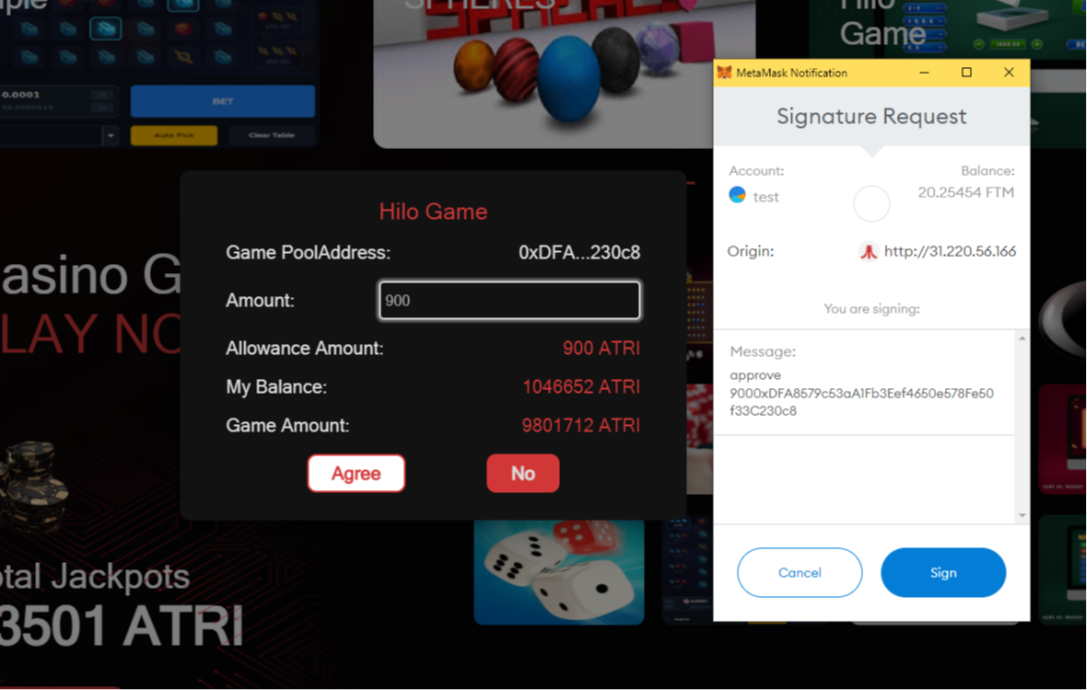 SPHERES
Hilo
Game
0.0001
BET
Auto Pick
Clear Table
MetaMask Notification
Signature Request
Account:
test
Balance:
20.25454 FTM
Origin:
http://31.220.56.166
You are signing:
Message:
approve
9000xDFA8579c53aA1Fb3Eef4650e578Fe50
f33C230c8
Cancel
Sign
Hilo Game
Game PoolAddress:
0xDFA...230c8
Amount:
900
Allowance Amount:
900 ATRI
My Balance:
1046652 ATRI
Game Amount:
9801712 ATRI
Agree
No
asino G
LAY NO
otal Jackpots
3501 ATRI